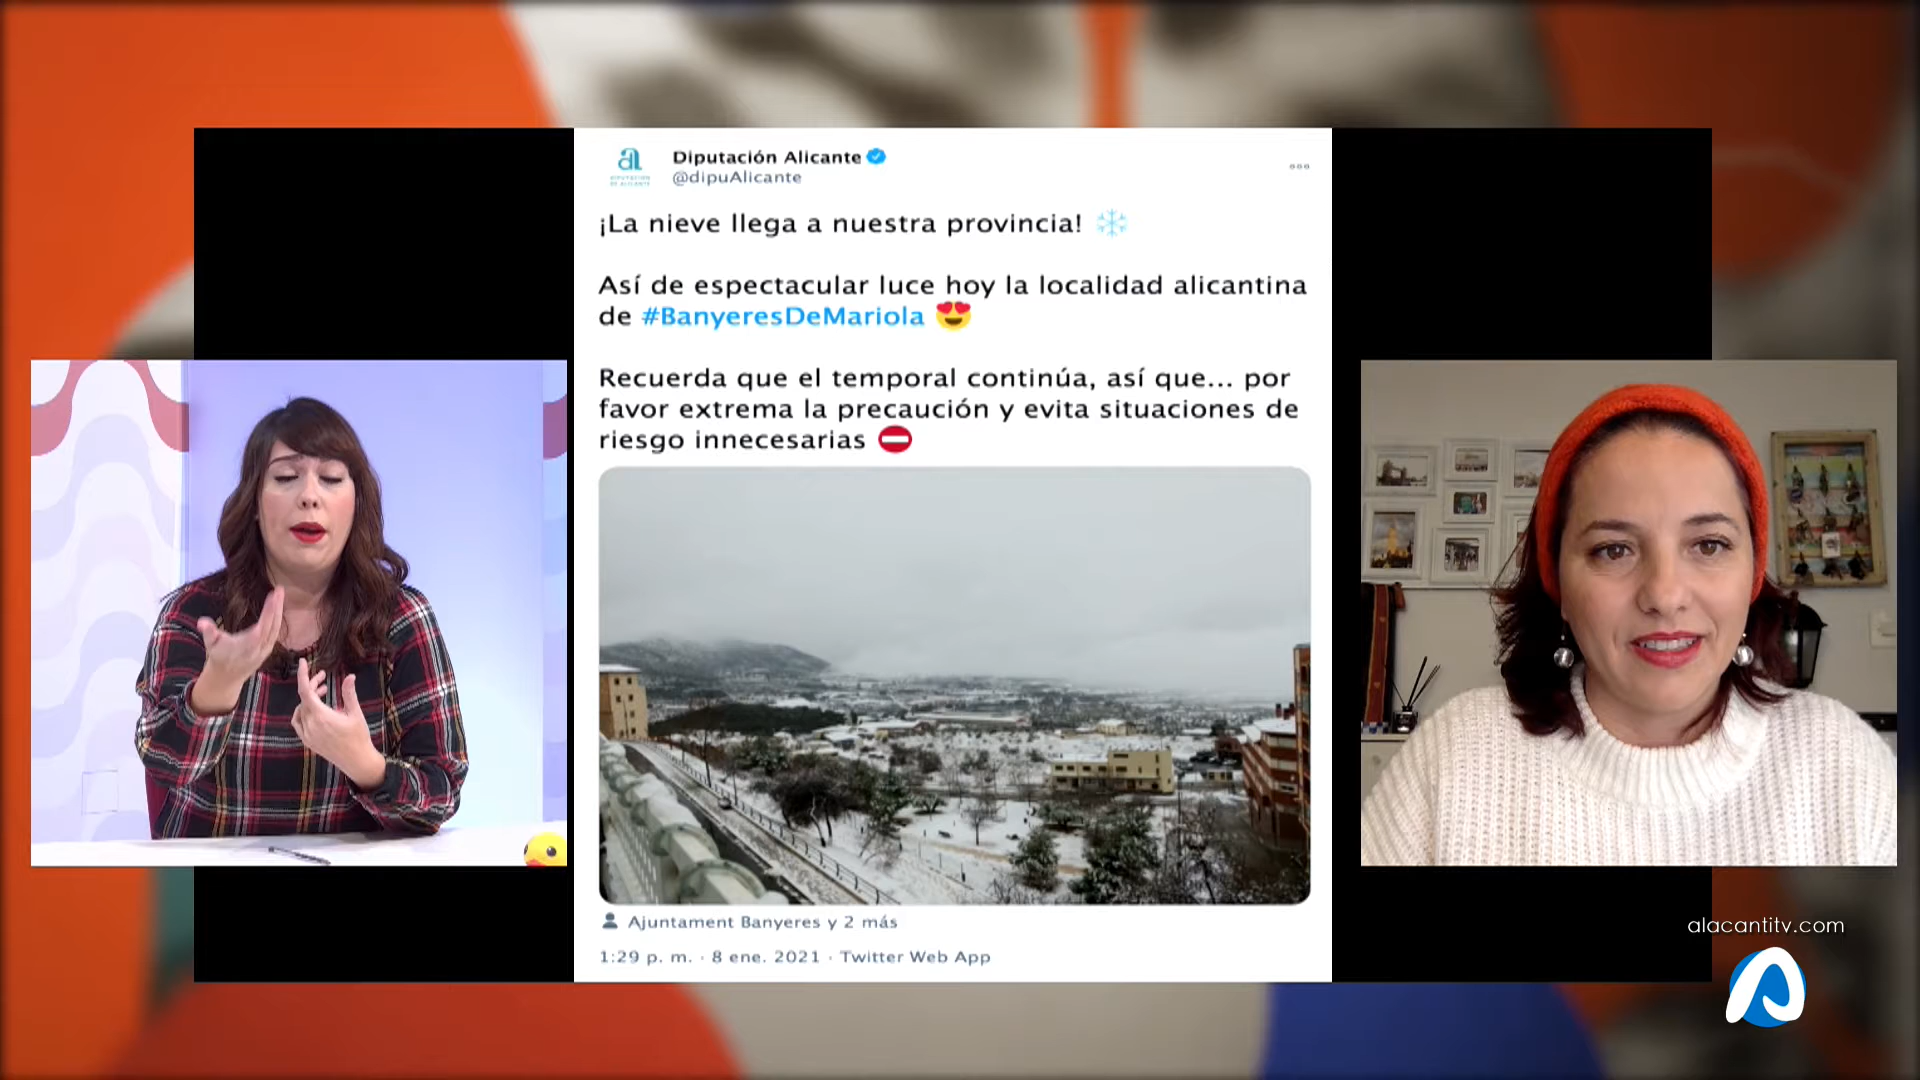 Diputación Alicante
@dipuAlicante
¡La nieve llega a nuestra provincia!
Así de espectacular luce hoy la localidad alicantina
de #BanyeresDeMariola
Recuerda que el temporal continúa, así que... por
favor extrema la precaución y evita situaciones de
riesgo innecesarias
Ajuntament Banyeres y 2 más
1:29 p. m. · 8 ene. 2021 · Twitter Web App
alacantitv.com